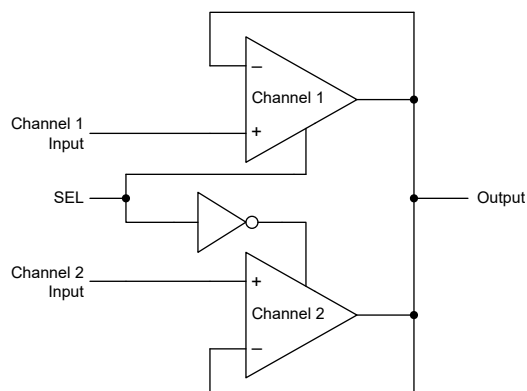 −
Channel 1
+
Channel 1
Input
SEL
Output
Channel 2
Input
+
Channel 2
−